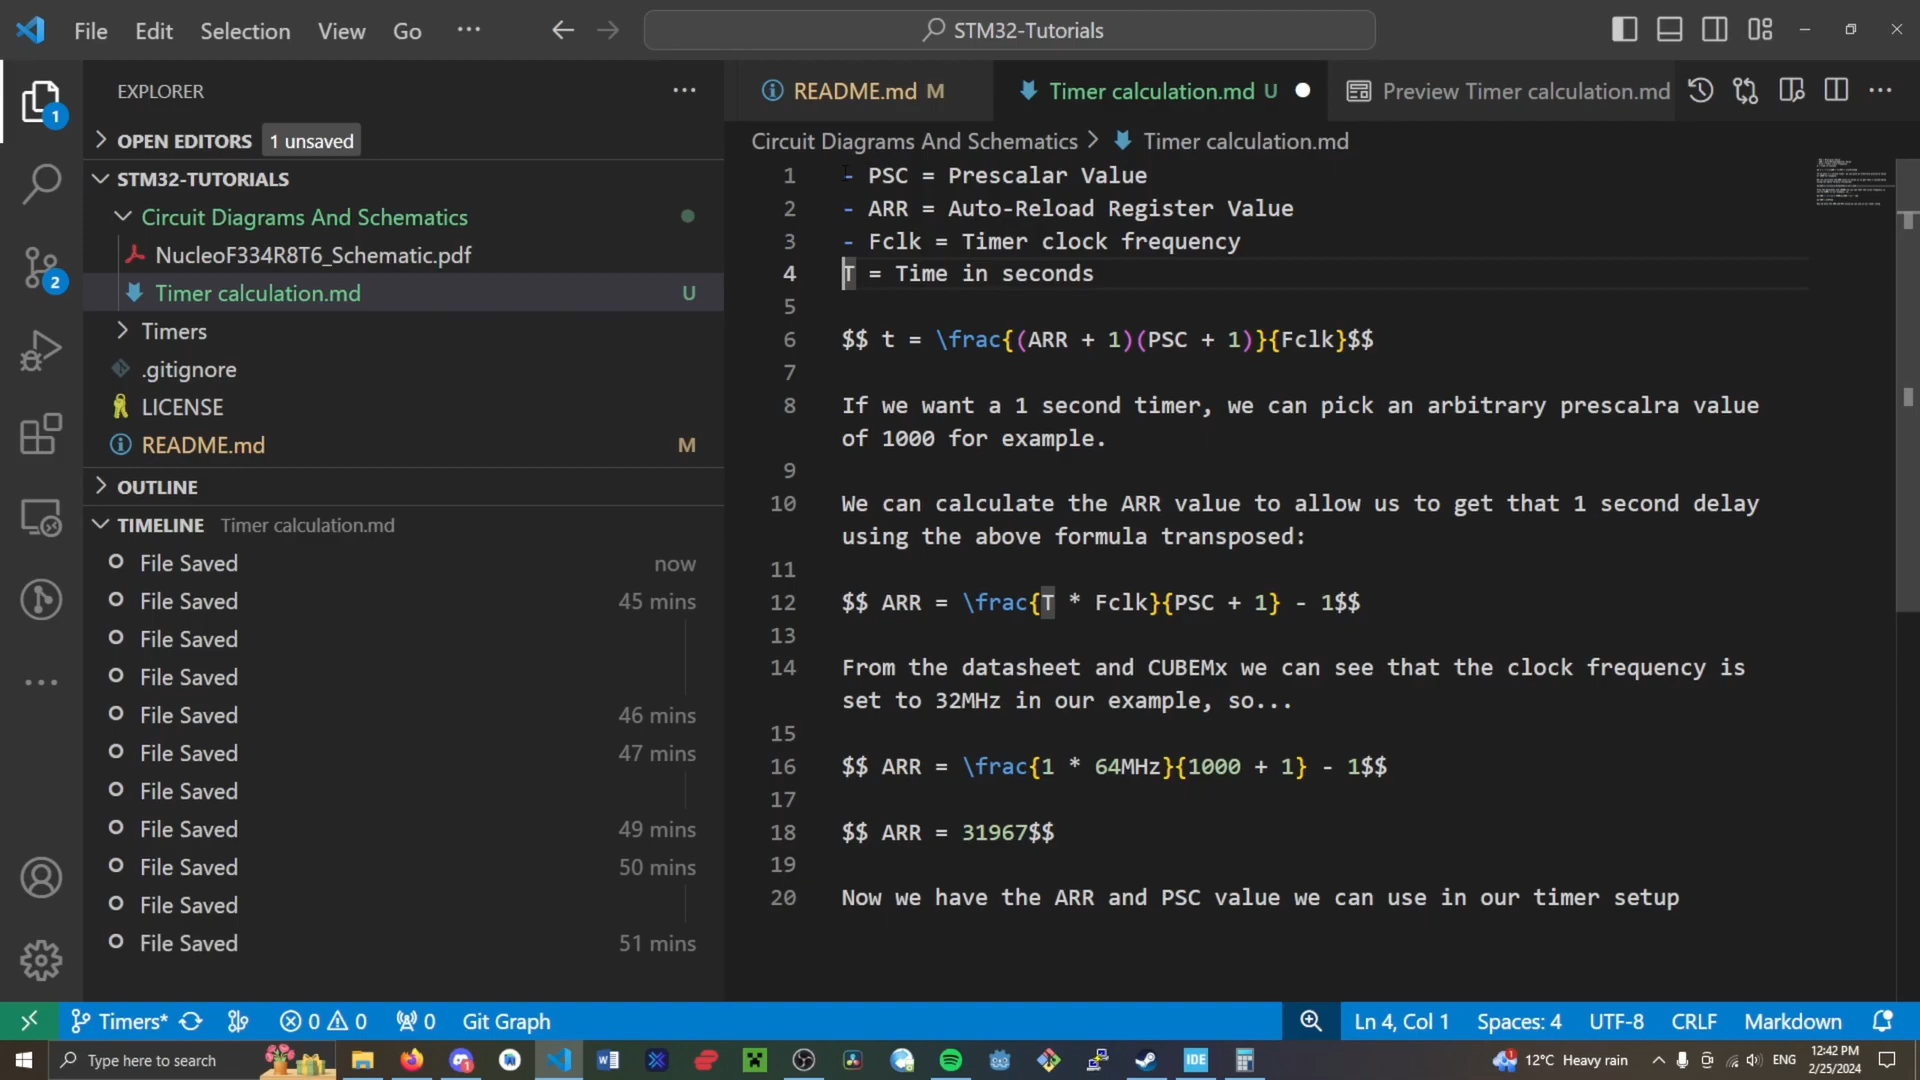 File Edit Selection View Go ··· STM32-Tutorials
EXPLORER
README.md M
Timer calculation.md U
Preview Timer calculation.md
1
OPEN EDITORS 1 unsaved
Circuit Diagrams And Schematics > Timer calculation.md
STM32-TUTORIALS
Circuit Diagrams And Schematics
NucleoF334R8T6_Schematic.pdf
2
Timer calculation.md U
Timers
.gitignore
LICENSE
README.md M
OUTLINE
TIMELINE Timer calculation.md
File Saved now
File Saved 45 mins
File Saved
File Saved
File Saved 46 mins
File Saved 47 mins
File Saved
File Saved 49 mins
File Saved 50 mins
File Saved
File Saved 51 mins
1 - PSC = Prescalar Value
2 - ARR = Auto-Reload Register Value
3 - Fclk = Timer clock frequency
4 T = Time in seconds
5
6 $$ t = \frac{(ARR + 1)(PSC + 1)}{Fclk}$$
7
8 If we want a 1 second timer, we can pick an arbitrary prescalra value
of 1000 for example.
9
10 We can calculate the ARR value to allow us to get that 1 second delay
using the above formula transposed:
11
12 $$ ARR = \frac{T * Fclk}{PSC + 1} - 1$$
13
14 From the datasheet and CUBEMx we can see that the clock frequency is
set to 32MHz in our example, so...
15
16 $$ ARR = \frac{1 * 64MHz}{1000 + 1} - 1$$
17
18 $$ ARR = 31967$$
19
20 Now we have the ARR and PSC value we can use in our timer setup
Timers* 0 0 0 Git Graph Ln 4, Col 1 Spaces: 4 UTF-8 CRLF Markdown
Type here to search
IDE
12°C Heavy rain
ENG
12:42 PM
2/25/2024